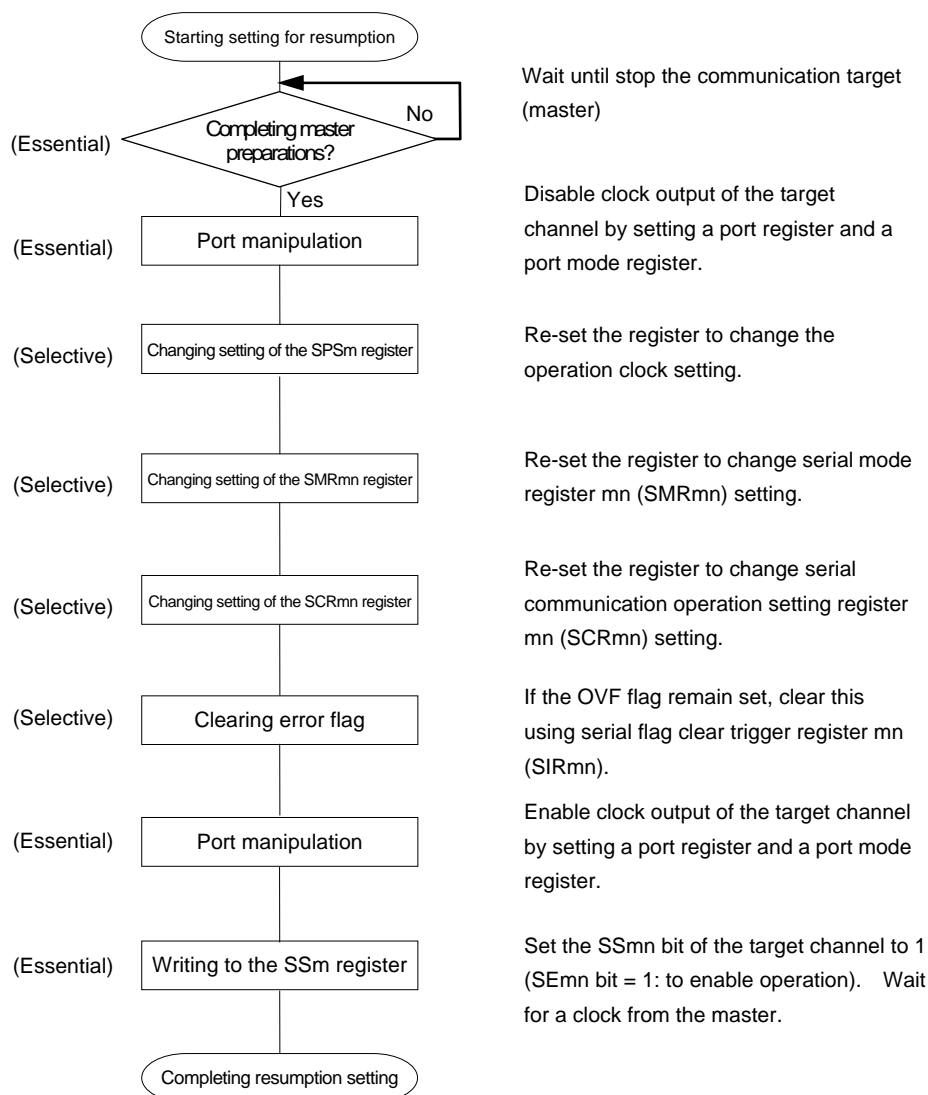 Starting setting for resumption
Wait until stop the communication target
(master)
No
(Essential)
Completing master
preparations?
Yes
Disable clock output of the target
channel by setting a port register and a
port mode register.
(Essential)
Port manipulation
(Selective)
Changing setting of the SPSm register
Re-set the register to change the
operation clock setting.
(Selective)
Changing setting of the SMRmn register
Re-set the register to change serial mode
register mn (SMRmn) setting.
(Selective)
Changing setting of the SCRmn register
Re-set the register to change serial
communication operation setting register
mn (SCRmn) setting.
(Selective)
Clearing error flag
If the OVF flag remain set, clear this
using serial flag clear trigger register mn
(SIRmn).
(Essential)
Port manipulation
Enable clock output of the target channel
by setting a port register and a port mode
register.
(Essential)
Writing to the SSm register
Set the SSmn bit of the target channel to 1
(SEmn bit = 1: to enable operation). Wait
for a clock from the master.
Completing resumption setting